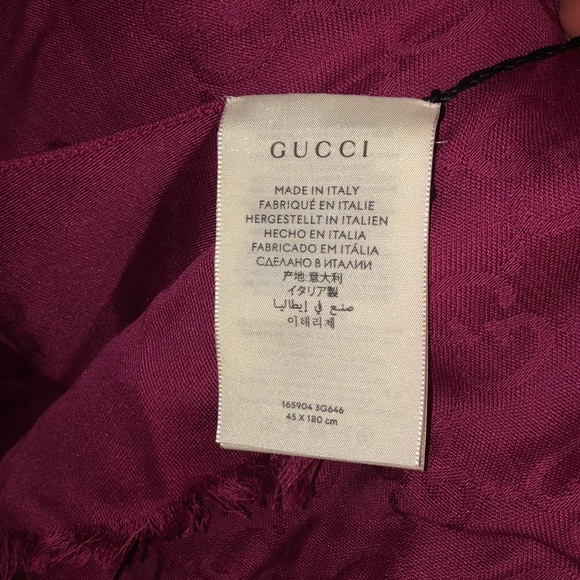 GUCCI
MADE IN ITALY
FABRIQUÉ EN ITALIE
HERGESTELLT IN ITALIEN
HECHO EN ITALIA
FABRICADO EM ITÁLIA
СДЕЛАНО В ИТАЛИИ
产地:意大利
イタリア製
صنع في إيطاليا
이태리제
165904 3G646
45 X 180 cm